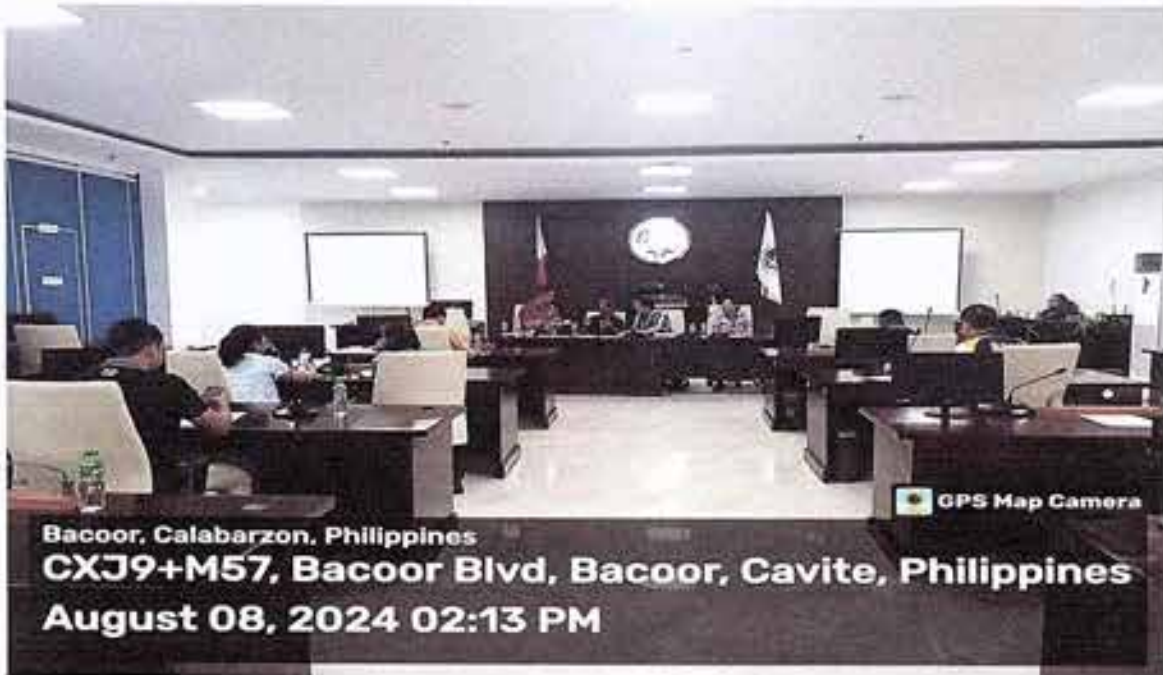 GPS Map Camera
Bacoor, Calabarzon, Philippines
CXJ9+M57, Bacoor Blvd, Bacoor, Cavite, Philippines
August 08, 2024 02:13 PM